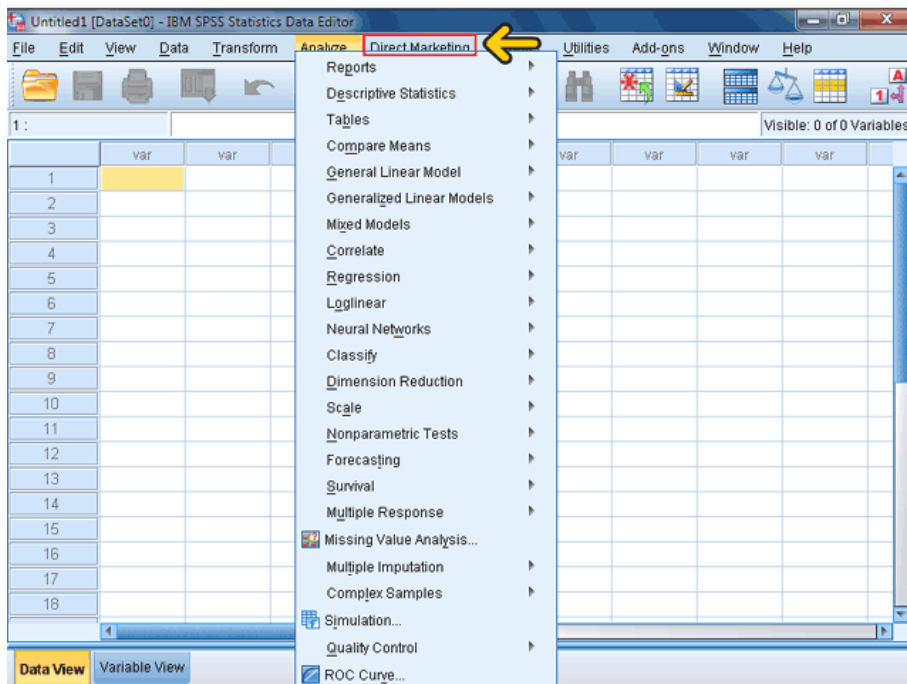 Untitled1 [DataSet0] - IBM SPSS Statistics Data Editor
File Edit View Data Transform Analyze Direct Marketing Utilities Add-ons Window Help
1 :
Visible: 0 of 0 Variables
var var var var var var
1
2
3
4
5
6
7
8
9
10
11
12
13
14
15
16
17
18
Reports
Descriptive Statistics
Tables
Compare Means
General Linear Model
Generalized Linear Models
Mixed Models
Correlate
Regression
Loglinear
Neural Networks
Classify
Dimension Reduction
Scale
Nonparametric Tests
Forecasting
Survival
Multiple Response
Missing Value Analysis...
Multiple Imputation
Complex Samples
Simulation...
Quality Control
ROC Curve...
Data View Variable View
A
1